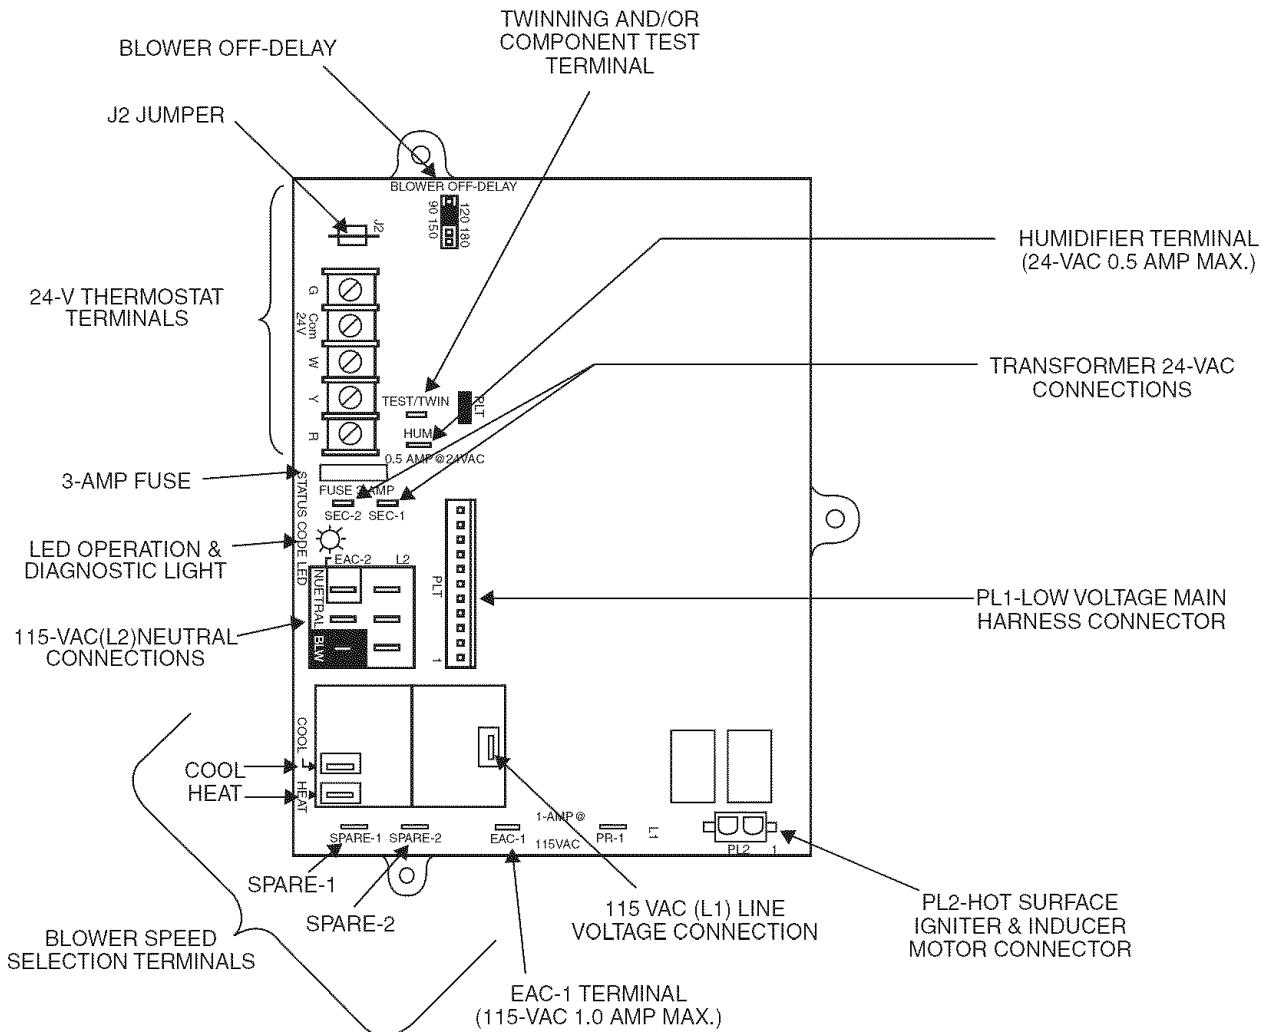 TWINNING AND/OR
COMPONENT TEST
TERMINAL
BLOWER OFF-DELAY
J2 JUMPER
BLOWER OFF-DELAY
120 180
90 150
J2
HUMIDIFIER TERMINAL
(24-VAC 0.5 AMP MAX.)
24-V THERMOSTAT
TERMINALS
G
Com
24V
W
Y
R
TRANSFORMER 24-VAC
CONNECTIONS
TEST/TWIN
PLT
HUM
0.5 AMP@24VAC
3-AMP FUSE
FUSE 3-AMP
STATUS CODE LED
SEC-2 SEC-1
LED OPERATION &
DIAGNOSTIC LIGHT
EAC-2 L2
NUETRAL
BLW
PLT
1
PL1-LOW VOLTAGE MAIN
HARNESS CONNECTOR
115-VAC(L2)NEUTRAL
CONNECTIONS
COOL
HEAT
COOL
HEAT
1-AMP@
115VAC
SPARE-1 SPARE-2 EAC-1 PR-1 L1
PL2 1
SPARE-1
SPARE-2
115 VAC (L1) LINE
VOLTAGE CONNECTION
PL2-HOT SURFACE
IGNITER & INDUCER
MOTOR CONNECTOR
BLOWER SPEED
SELECTION TERMINALS
EAC-1 TERMINAL
(115-VAC 1.0 AMP MAX.)